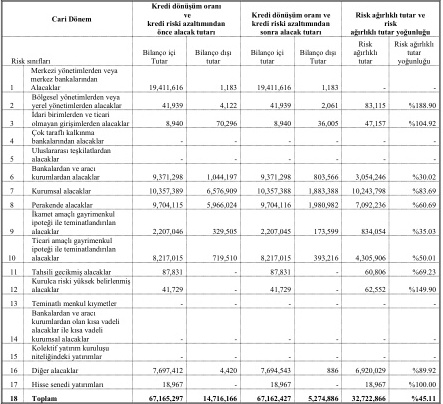 Cari Dönem
Kredi dönüşüm oranı
ve
kredi riski azaltımından
önce alacak tutarı
Kredi dönüşüm oranı ve
kredi riski azaltımından
sonra alacak tutarı
Risk ağırlıklı tutar ve
risk
ağırlıklı tutar yoğunluğu
Risk sınıfları
Bilanço içi
Tutar
Bilanço dışı
tutar
Bilanço içi
Tutar
Bilanço dışı
tutar
Risk
ağırlıklı
tutar
Risk ağırlıklı
tutar
yoğunluğu
Merkezi yönetimlerden veya
merkez bankalarından
1 Alacaklar 19,411,616 1,183 19,411,616 1,183 - -
Bölgesel yönetimlerden veya
2 yerel yönetimlerden alacaklar 41,939 4,122 41,939 2,061 83,115 %188.90
İdari birimlerden ve ticari
3 olmayan girişimlerden alacaklar 8,940 70,296 8,940 36,005 47,157 %104.92
Çok taraflı kalkınma
4 bankalarından alacaklar - - - - - -
Uluslararası teşkilatlardan
5 alacaklar - - - - - -
Bankalardan ve aracı
6 kurumlardan alacaklar 9,371,298 1,044,197 9,371,298 803,566 3,054,246 %30.02
7 Kurumsal alacaklar 10,357,389 6,576,909 10,357,389 1,883,388 10,243,798 %83.69
8 Perakende alacaklar 9,704,115 5,966,024 9,704,116 1,980,982 7,092,236 %60.69
İkamet amaçlı gayrimenkul
ipoteği ile teminatlandırılan
9 alacaklar 2,207,046 329,505 2,207,045 173,599 834,054 %35.03
Ticari amaçlı gayrimenkul
ipoteği ile teminatlandırılan
10 alacaklar 8,217,015 719,510 8,217,015 393,216 4,305,906 %50.01
11 Tahsili gecikmiş alacaklar 87,831 - 87,831 - 60,806 %69.23
Kurulca riski yüksek belirlenmiş
12 alacaklar 41,729 - 41,729 - 62,552 %149.90
13 Teminatlı menkul kıymetler - - - - - -
Bankalardan ve aracı
kurumlardan olan kısa vadeli
alacaklar ile kısa vadeli
14 kurumsal alacaklar - - - - - -
Kolektif yatırım kuruluşu
15 niteliğindeki yatırımlar - - - - - -
16 Diğer alacaklar 7,697,412 4,420 7,694,543 886 6,920,029 %89.92
17 Hisse senedi yatırımları 18,967 - 18,967 - 18,967 %100.00
18 Toplam 67,165,297 14,716,166 67,162,427 5,274,886 32,722,866 %45.11